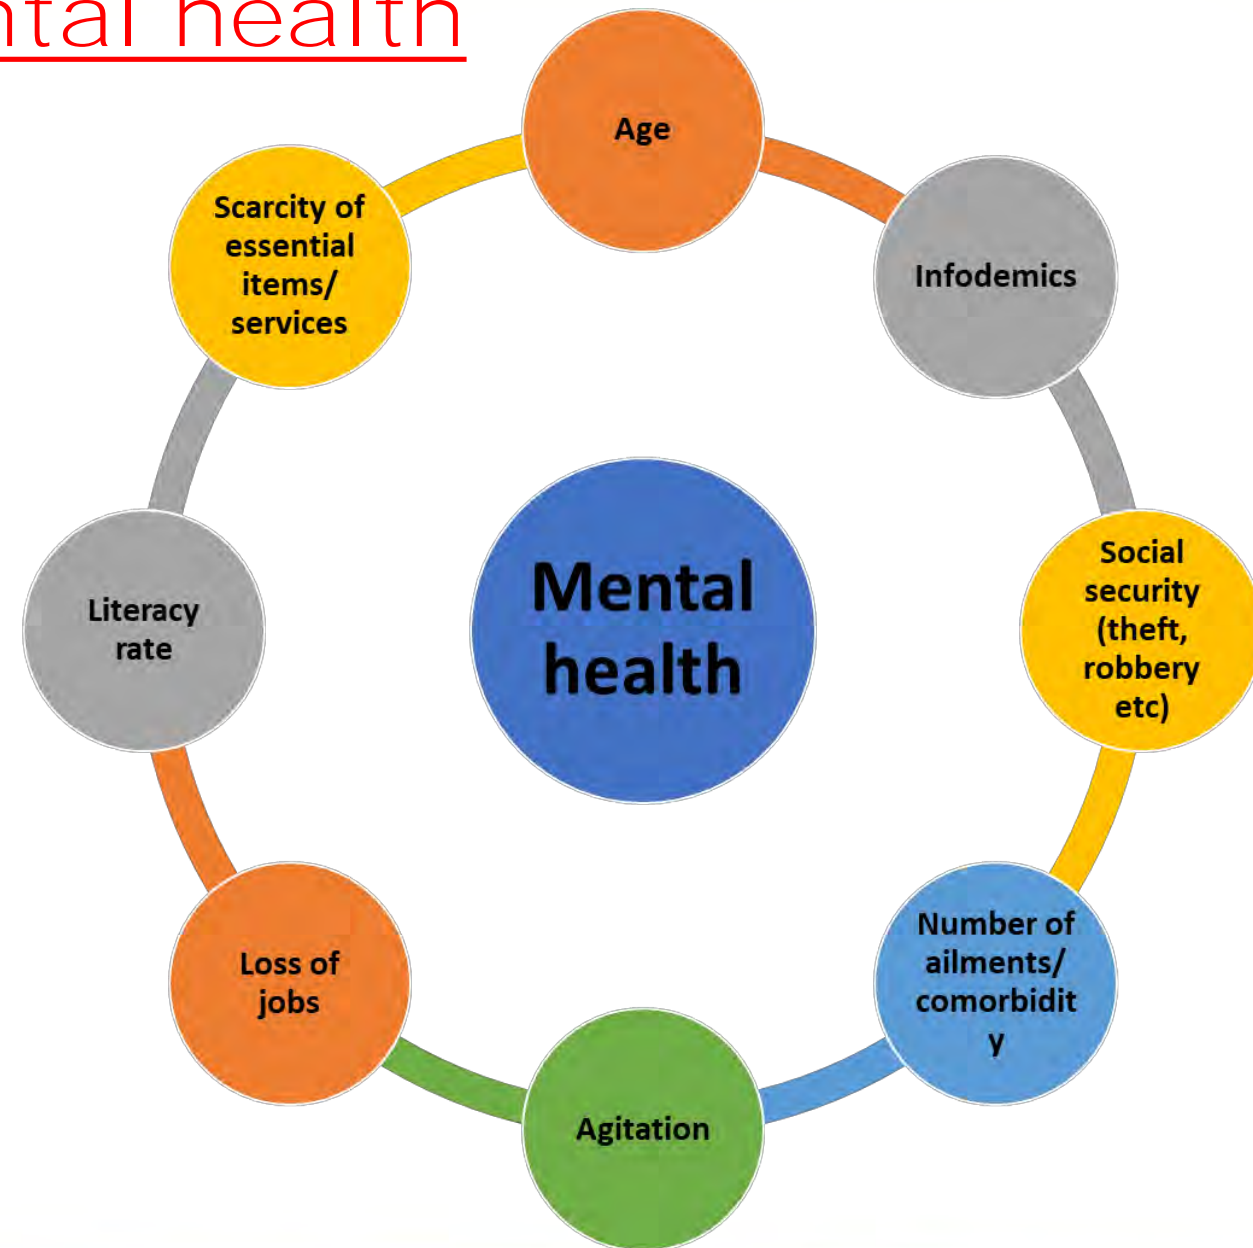 ntal health
Age
Infodemics
Social
security
(theft,
robbery
etc)
Number of
ailments/
comorbidit
y
Agitation
Loss of
jobs
Literacy
rate
Scarcity of
essential
items/
services
Mental
health